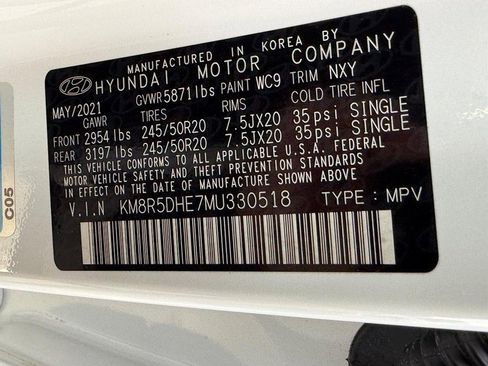 MANUFACTURED IN KOREA BY
HYUNDAI MOTOR COMPANY
MAY/2021 GVWR 5871 lbs PAINT WC9 TRIM NXY
GAWR TIRES RIMS COLD TIRE INFL
FRONT 2954 lbs 245/50R20 7.5JX20 35psi SINGLE
REAR 3197 lbs 245/50R20 7.5JX20 35psi SINGLE
THIS VEHICLE CONFORMS TO ALL APPLICABLE U.S.A. FEDERAL
MOTOR VEHICLE SAFETY AND THEFT PREVENTION STANDARDS
IN EFFECT ON THE DATE OF MANUFACTURE SHOWN ABOVE.
V.I.N KM8R5DHE7MU330518 TYPE : MPV
C05